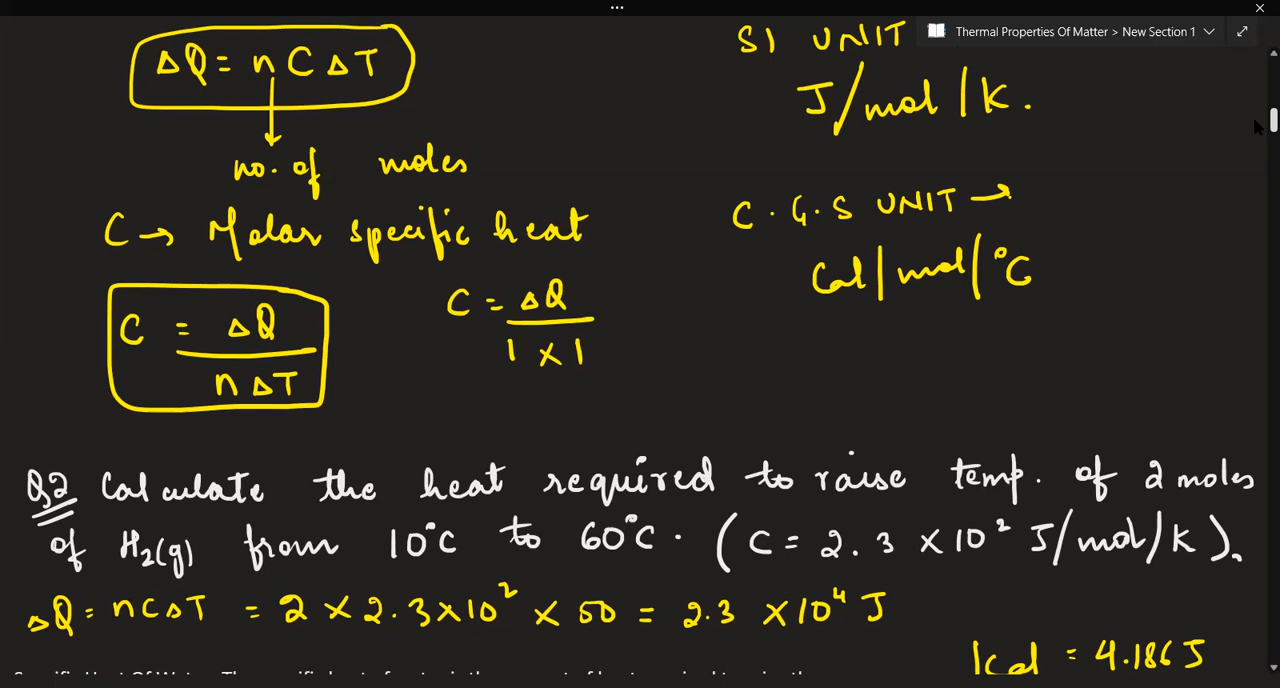 Thermal Properties Of Matter > New Section 1
ΔQ = n C ΔT
no. of moles
C → Molar specific heat
C = ΔQ / n ΔT
C = ΔQ / 1 × 1
SI UNIT
J/mol/K.
C.G.S UNIT →
Cal/mol/°C
Q2 Calculate the heat required to raise temp. of 2 moles
of H₂(g) from 10°C to 60°C. (C = 2.3 × 10² J/mol/K).
ΔQ = nCΔT = 2 × 2.3 × 10² × 50 = 2.3 × 10⁴ J
1Cal = 4.186 J